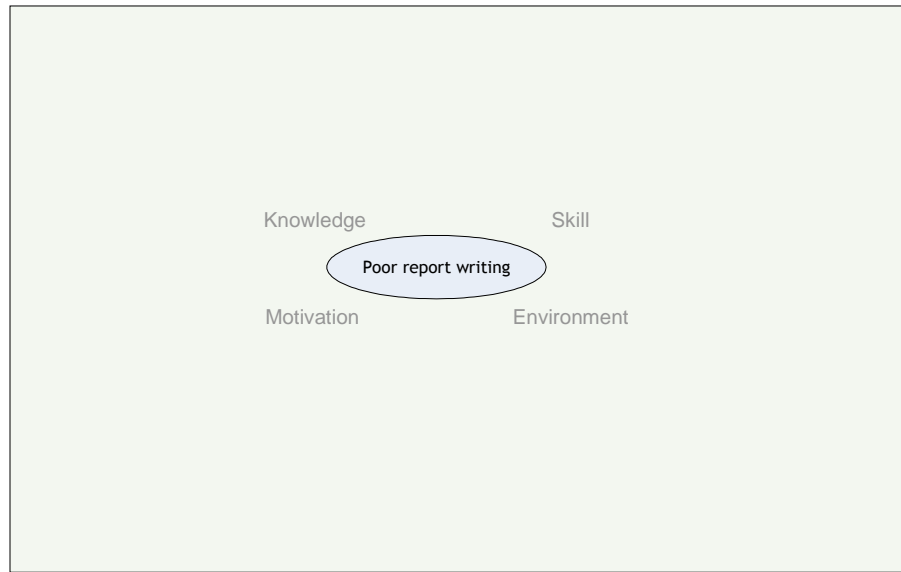 Knowledge
Skill
Poor report writing
Motivation
Environment